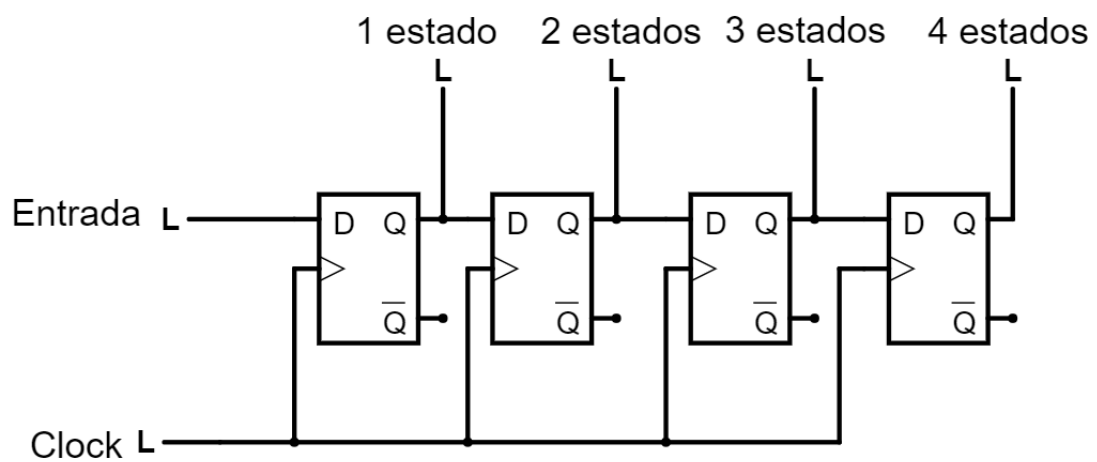 1 estado 2 estados 3 estados 4 estados
L L L L
Entrada L D Q D Q D Q D Q
Q̅ Q̅ Q̅ Q̅
Clock L